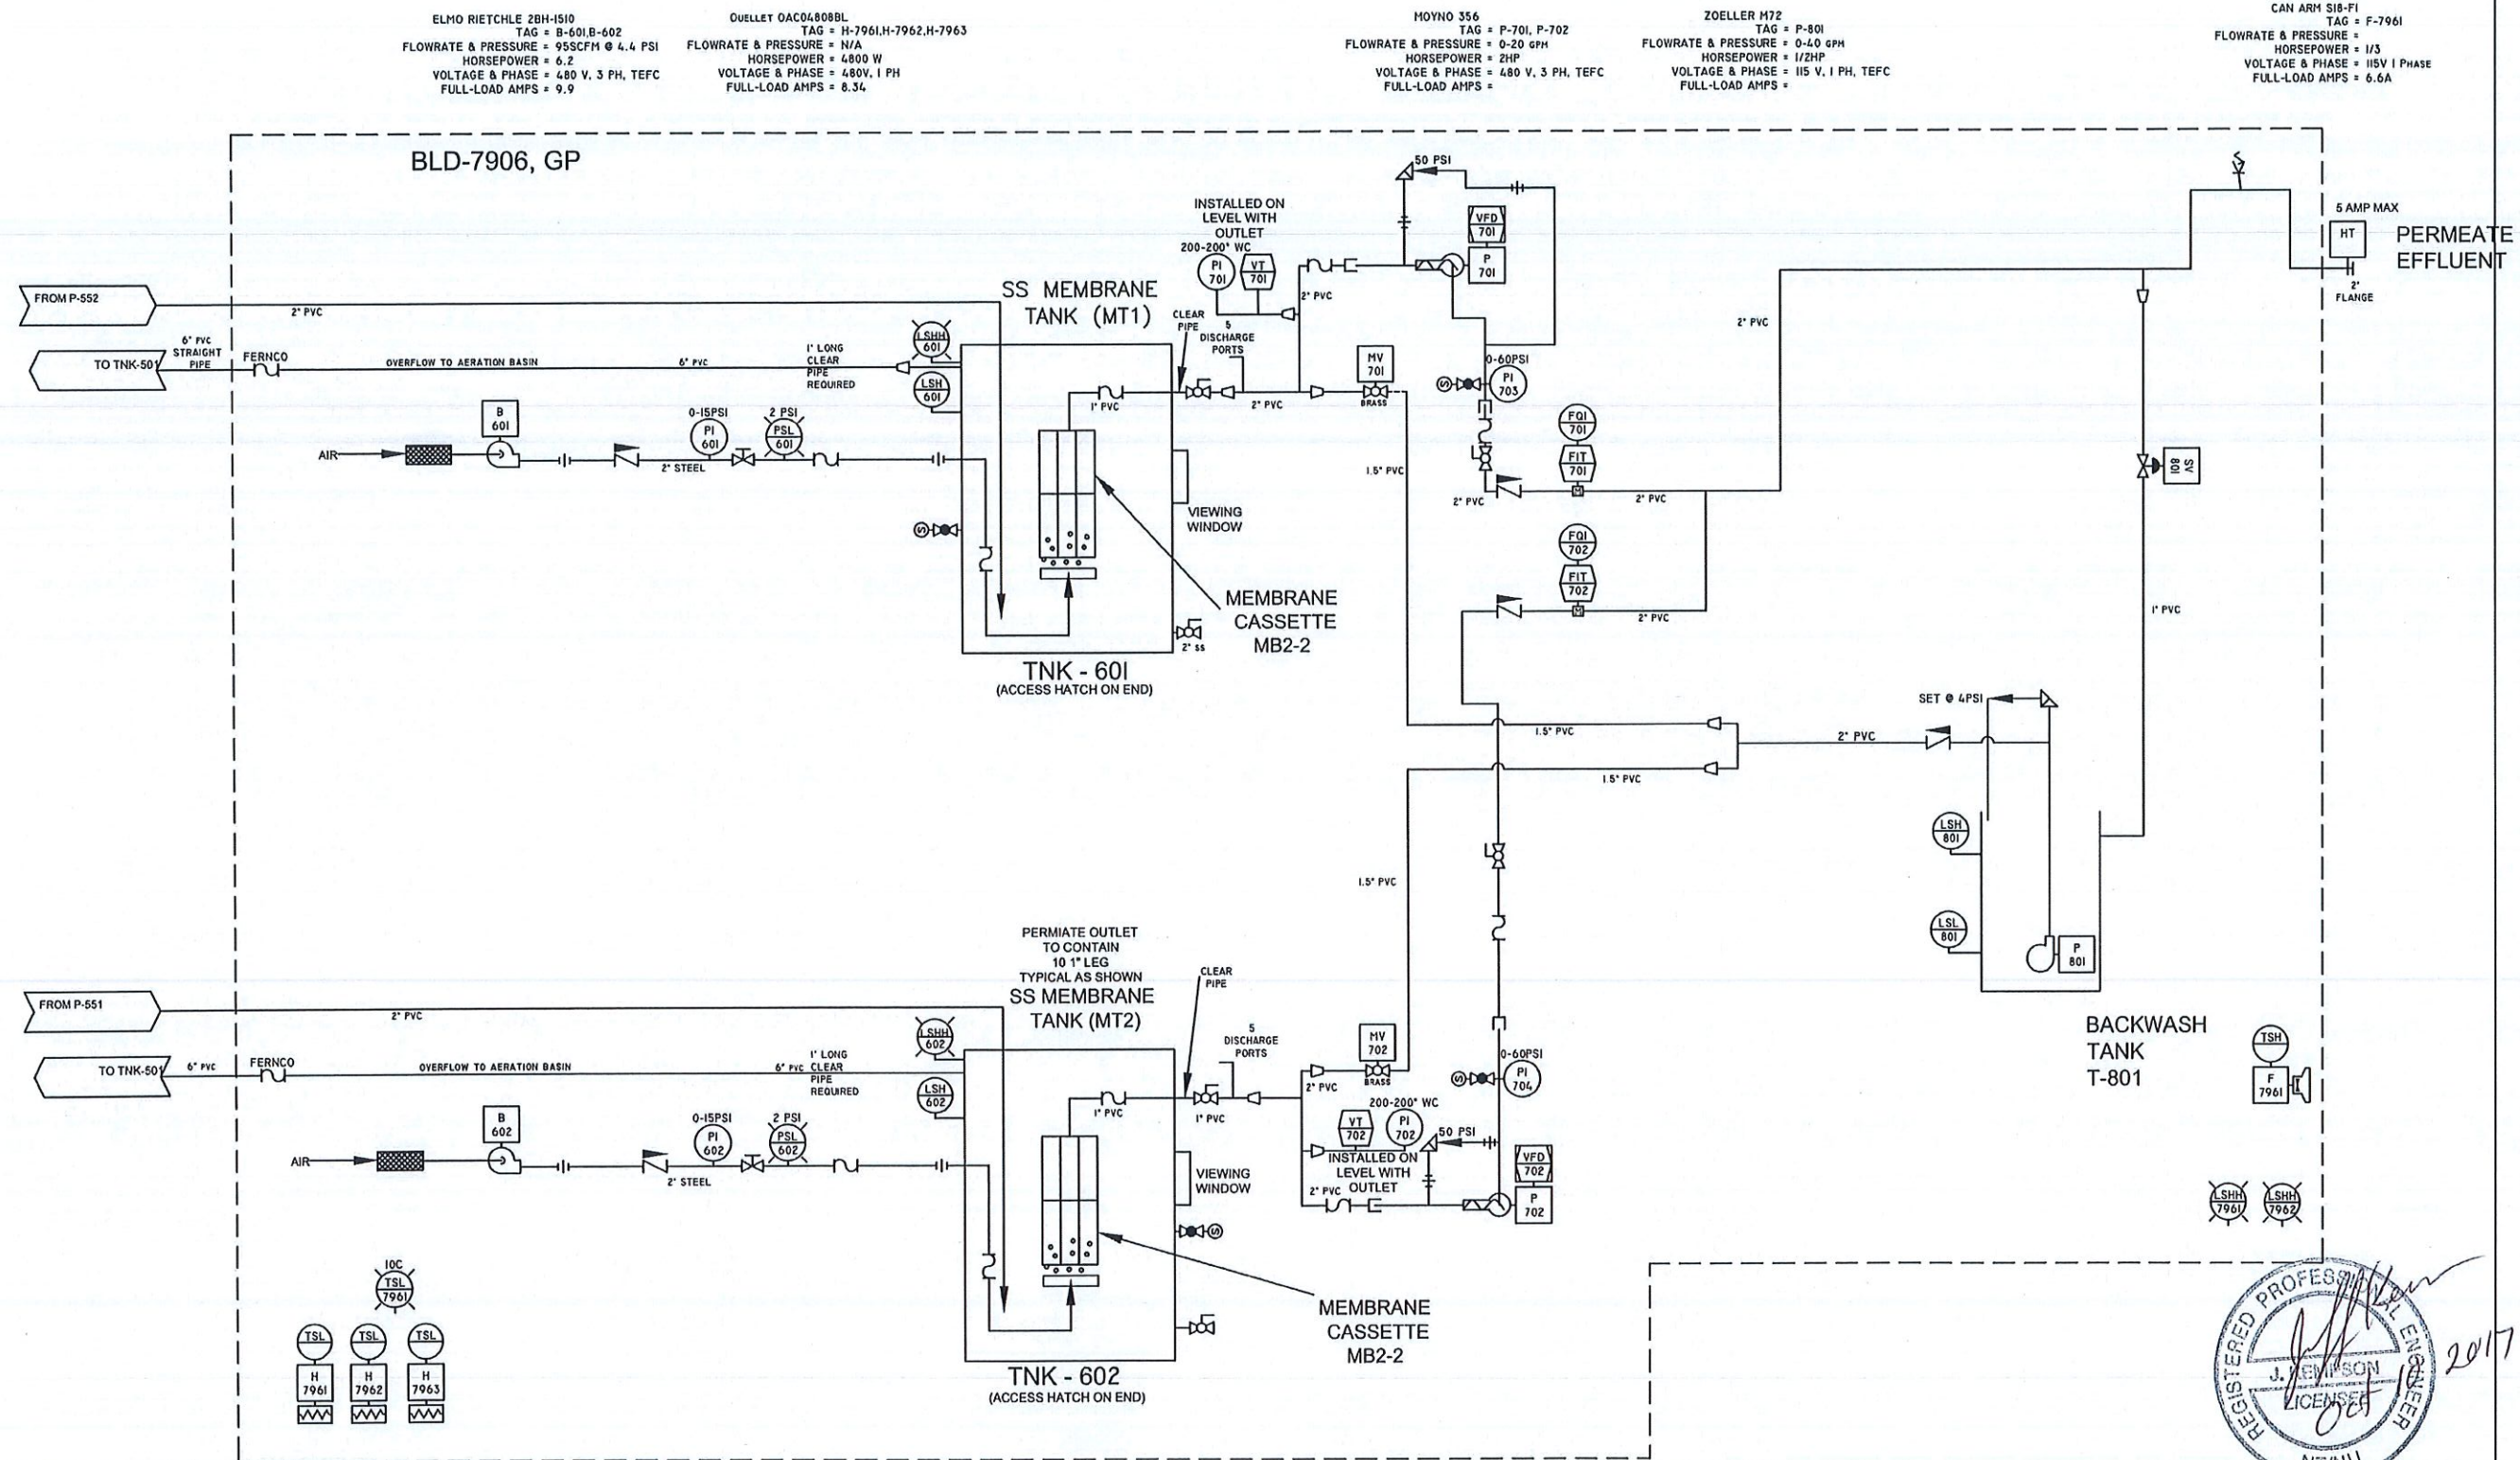 ELMO RIETCHLE 2BH-1510
TAG = B-601,B-602
FLOWRATE & PRESSURE = 95SCFM @ 4.4 PSI
HORSEPOWER = 6.2
VOLTAGE & PHASE = 480 V, 3 PH, TEFC
FULL-LOAD AMPS = 9.9
OUELLET OAC04808BL
TAG = H-7961,H-7962,H-7963
FLOWRATE & PRESSURE = N/A
HORSEPOWER = 4800 W
VOLTAGE & PHASE = 480V, 1 PH
FULL-LOAD AMPS = 8.34
MOYNO 356
TAG = P-701, P-702
FLOWRATE & PRESSURE = 0-20 GPM
HORSEPOWER = 2HP
VOLTAGE & PHASE = 480 V, 3 PH, TEFC
FULL-LOAD AMPS =
ZOELLER M72
TAG = P-801
FLOWRATE & PRESSURE = 0-40 GPM
HORSEPOWER = 1/2HP
VOLTAGE & PHASE = 115 V, 1 PH, TEFC
FULL-LOAD AMPS =
CAN ARM S18-F1
TAG = F-7961
FLOWRATE & PRESSURE =
HORSEPOWER = 1/3
VOLTAGE & PHASE = 115V 1 PHASE
FULL-LOAD AMPS = 6.6A
BLD-7906, GP
FROM P-552
2" PVC
TO TNK-501
6" PVC
STRAIGHT
PIPE
FERNCO
OVERFLOW TO AERATION BASIN
6" PVC
1' LONG
CLEAR
PIPE
REQUIRED
LSHH
601
LSH
601
AIR
B
601
2" STEEL
0-15PSI
PI
601
2 PSI
PSL
601
SS MEMBRANE
TANK (MT1)
1" PVC
VIEWING
WINDOW
S
2" SS
MEMBRANE
CASSETTE
MB2-2
TNK - 601
(ACCESS HATCH ON END)
CLEAR
PIPE
5
DISCHARGE
PORTS
2" PVC
INSTALLED ON
LEVEL WITH
OUTLET
200-200" WC
PI
701
VT
701
2" PVC
50 PSI
VFD
701
P
701
MV
701
BRASS
1.5" PVC
0-60PSI
S
PI
703
2" PVC
FQI
701
FIT
701
M
2" PVC
FQI
702
FIT
702
M
2" PVC
2" PVC
5 AMP MAX
HT
PERMEATE
EFFLUENT
2"
FLANGE
SV
801
1" PVC
SET @ 4PSI
1.5" PVC
2" PVC
1.5" PVC
1.5" PVC
LSH
801
LSL
801
P
801
BACKWASH
TANK
T-801
TSH
F
7961
LSHH
7961
LSHH
7962
FROM P-551
2" PVC
TO TNK-501
6" PVC
FERNCO
OVERFLOW TO AERATION BASIN
6" PVC
1' LONG
CLEAR
PIPE
REQUIRED
LSHH
602
LSH
602
AIR
B
602
2" STEEL
0-15PSI
PI
602
2 PSI
PSL
602
PERMIATE OUTLET
TO CONTAIN
10 1" LEG
TYPICAL AS SHOWN
SS MEMBRANE
TANK (MT2)
1" PVC
CLEAR
PIPE
1" PVC
5
DISCHARGE
PORTS
VIEWING
WINDOW
S
MEMBRANE
CASSETTE
MB2-2
TNK - 602
(ACCESS HATCH ON END)
2" PVC
MV
702
BRASS
VT
702
200-200" WC
PI
702
INSTALLED ON
LEVEL WITH
OUTLET
2" PVC
50 PSI
0-60PSI
S
PI
704
VFD
702
P
702
10C
TSL
7961
TSL
H
7961
TSL
H
7962
TSL
H
7963
REGISTERED PROFESSIONAL ENGINEER
J. KEMPSON
LICENSEE
Oct 10 2017